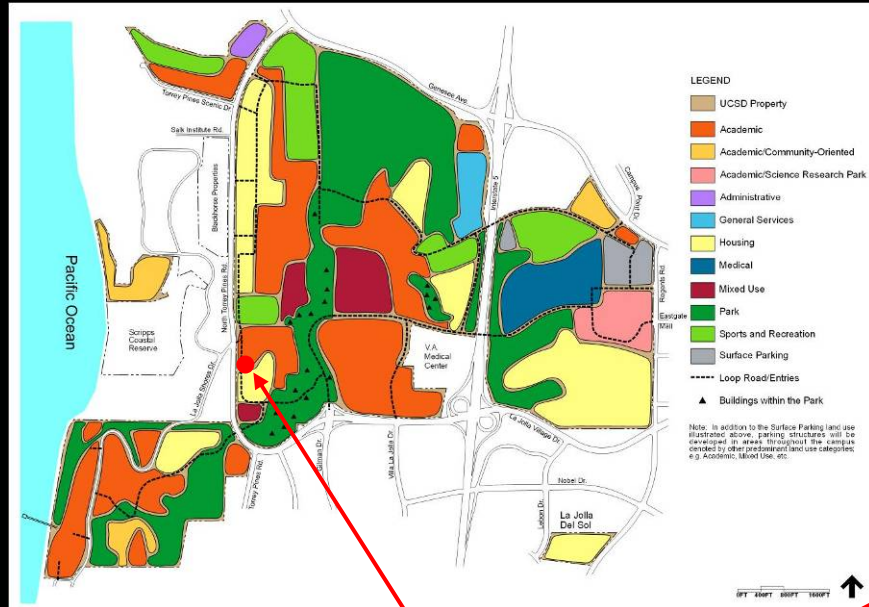 Torrey Pines Scenic Dr.
Genesee Ave.
Salk Institute Rd.
Blackhorse Properties
Interstate 5
Campus
Point Dr.
Pacific Ocean
North Torrey Pines Rd.
Regents Rd.
Eastgate
Mall
Scripps
Coastal
Reserve
V.A.
Medical
Center
La Jolla Shores Dr.
La Jolla Village Dr.
Torrey Pines Rd.
Gilman Dr.
Villa La Jolla Dr.
Nobel Dr.
Lebon Dr.
La Jolla
Del Sol
LEGEND
UCSD Property
Academic
Academic/Community-Oriented
Academic/Science Research Park
Administrative
General Services
Housing
Medical
Mixed Use
Park
Sports and Recreation
Surface Parking
Loop Road/Entries
Buildings within the Park
Note: In addition to the Surface Parking land use
illustrated above, parking structures will be
developed in areas throughout the campus
denoted by other predominant land use categories;
e.g. Academic, Mixed Use, etc.
0FT 400FT 800FT 1600FT